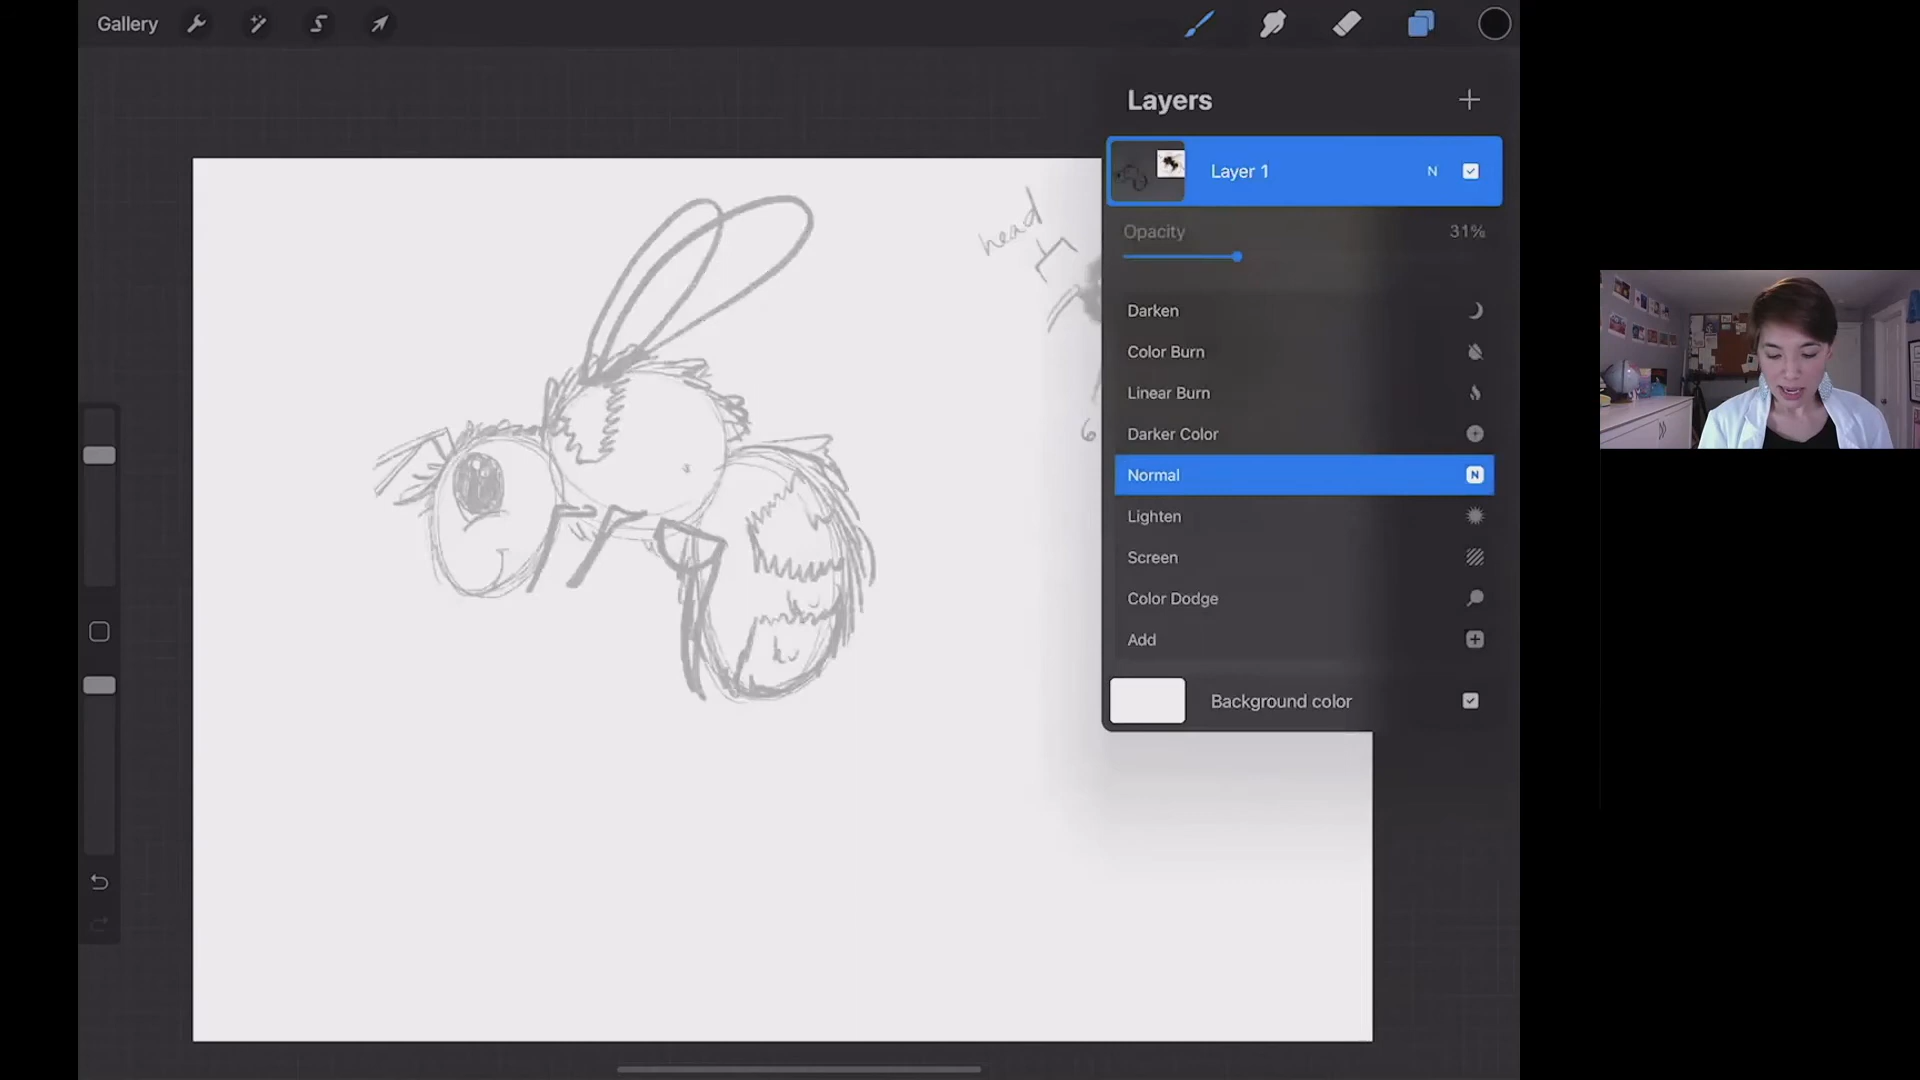 Gallery
Layers
Layer 1 N
Opacity 31%
Darken
Color Burn
Linear Burn
Darker Color
Normal N
Lighten
Screen
Color Dodge
Add
Background color
head
6